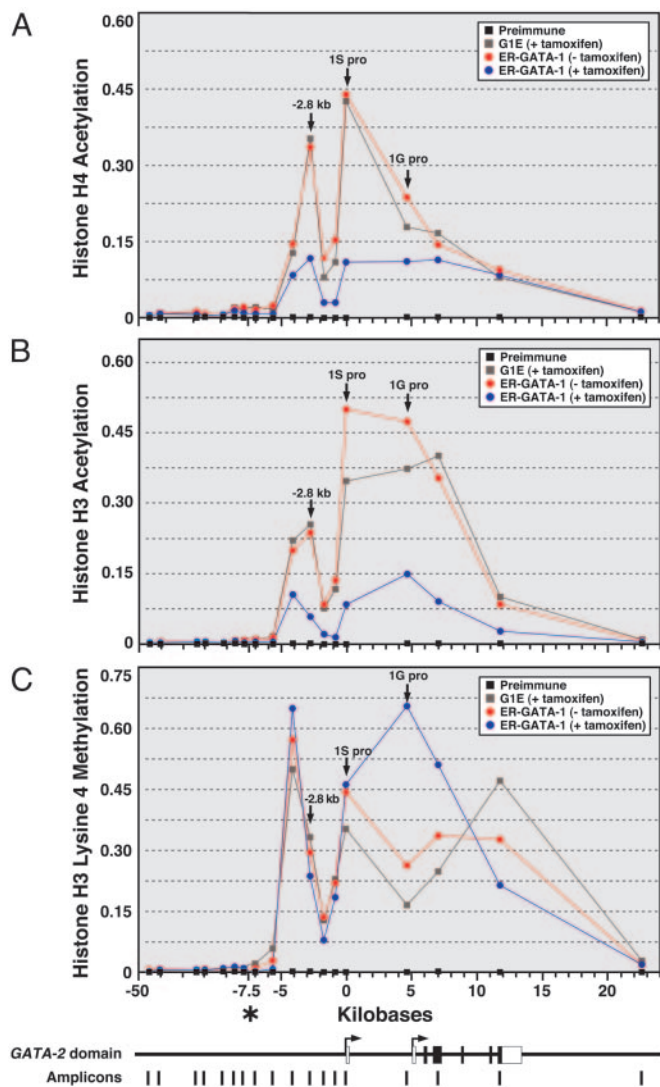 A
Histone H4 Acetylation
0.60
0.45
0.30
0.15
0
-2.8 kb
1S pro
1G pro
Preimmune
G1E (+ tamoxifen)
ER-GATA-1 (- tamoxifen)
ER-GATA-1 (+ tamoxifen)
B
Histone H3 Acetylation
0.60
0.45
0.30
0.15
0
-2.8 kb
1S pro
1G pro
Preimmune
G1E (+ tamoxifen)
ER-GATA-1 (- tamoxifen)
ER-GATA-1 (+ tamoxifen)
C
Histone H3 Lysine 4 Methylation
0.75
0.60
0.45
0.30
0.15
0
-2.8 kb
1S pro
1G pro
Preimmune
G1E (+ tamoxifen)
ER-GATA-1 (- tamoxifen)
ER-GATA-1 (+ tamoxifen)
-50 -7.5 -5 0 5 10 15 20
* Kilobases
GATA-2 domain
Amplicons